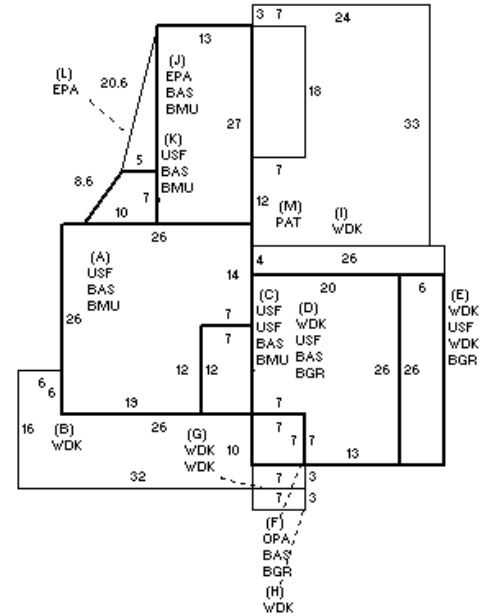 3 7 24
13
(J)
EPA
BAS
BMU
(L)
EPA
20.6
18
27
33
(K)
USF
BAS
BMU
5
7
8.6
7
10
12
(M)
PAT
(I)
WDK
26
4 26
(A)
USF
BAS
BMU
14
20 6
(C)
USF
USF
BAS
BMU
(D)
WDK
USF
BAS
BGR
(E)
WDK
USF
WDK
BGR
26
7
7
12 12
26 26
6
6
19
7
16
(B)
WDK
26
(G)
WDK
WDK
10
7
7 7
13
32
7 3
7 3
(F)
OPA
BAS
BGR
(H)
WDK